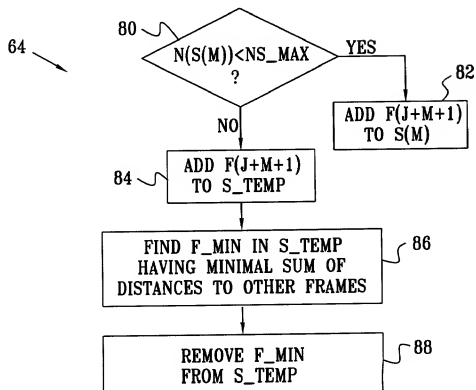 80
64
N(S(M))<NS_MAX
?
YES
82
ADD F(J+M+1)
TO S(M)
NO
84
ADD F(J+M+1)
TO S_TEMP
FIND F_MIN IN S_TEMP
HAVING MINIMAL SUM OF
DISTANCES TO OTHER FRAMES
86
REMOVE F_MIN
FROM S_TEMP
88